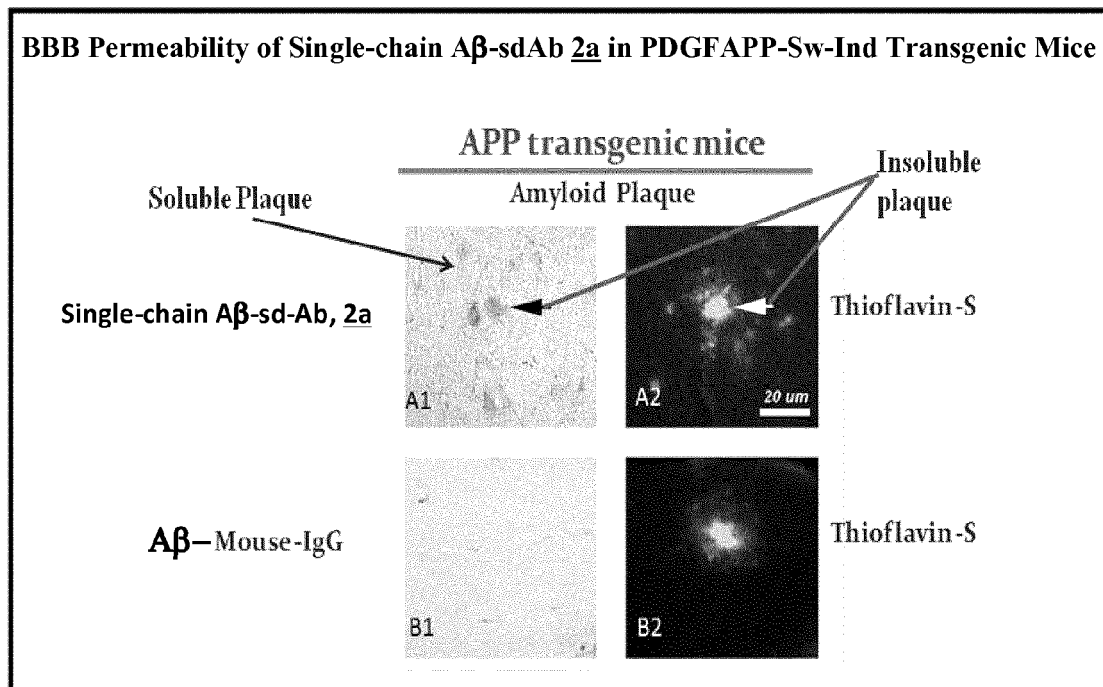 BBB Permeability of Single-chain Aβ-sdAb 2a in PDGFAPP-Sw-Ind Transgenic Mice
APP transgenic mice
Insoluble
plaque
Soluble Plaque
Amyloid Plaque
Single-chain Aβ-sd-Ab, 2a
Thioflavin-S
A1
A2
20 um
Aβ–Mouse-IgG
Thioflavin-S
B1
B2